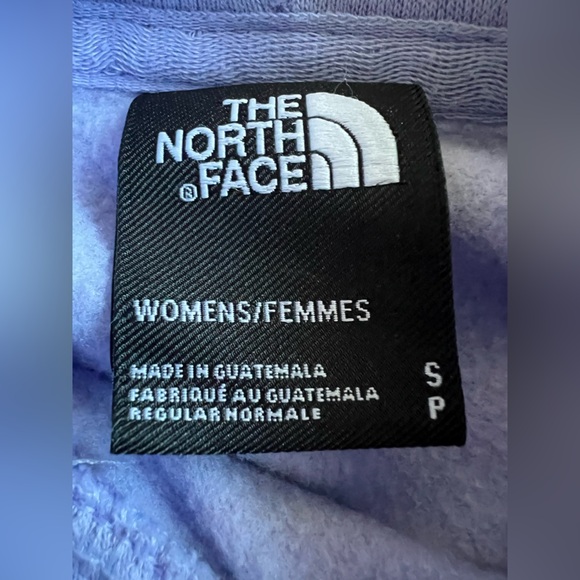 THE
NORTH
®FACE
WOMENS/FEMMES
MADE IN GUATEMALA S
FABRIQUÉ AU GUATEMALA P
REGULAR NORMALE